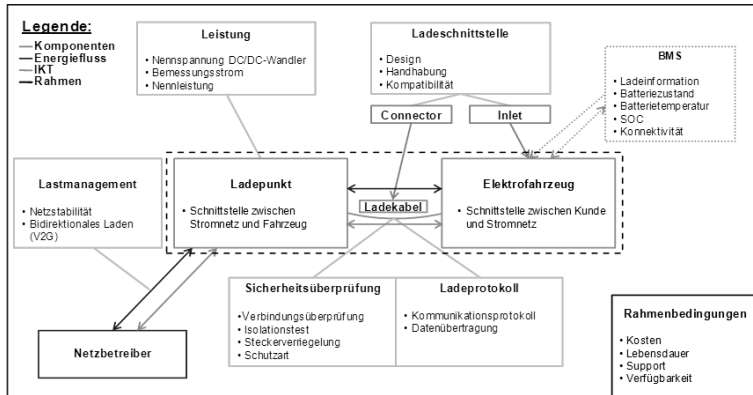 Legende:
Komponenten
Energiefluss
IKT
Rahmen
Leistung
• Nennspannung DC/DC-Wandler
• Bemessungsstrom
• Nennleistung
Ladeschnittstelle
• Design
• Handhabung
• Kompatibilität
Connector
Inlet
BMS
• Ladeinformation
• Batteriezustand
• Batterietemperatur
• SOC
• Konnektivität
Lastmanagement
• Netzstabilität
• Bidirektionales Laden
(V2G)
Ladepunkt
• Schnittstelle zwischen
Stromnetz und Fahrzeug
Ladekabel
Elektrofahrzeug
• Schnittstelle zwischen Kunde
und Stromnetz
Netzbetreiber
Sicherheitsüberprüfung
•Verbindungsüberprüfung
• Isolationstest
• Steckerverriegelung
• Schutzart
Ladeprotokoll
• Kommunikationsprotokoll
• Datenübertragung
Rahmenbedingungen
• Kosten
• Lebensdauer
• Support
• Verfügbarkeit